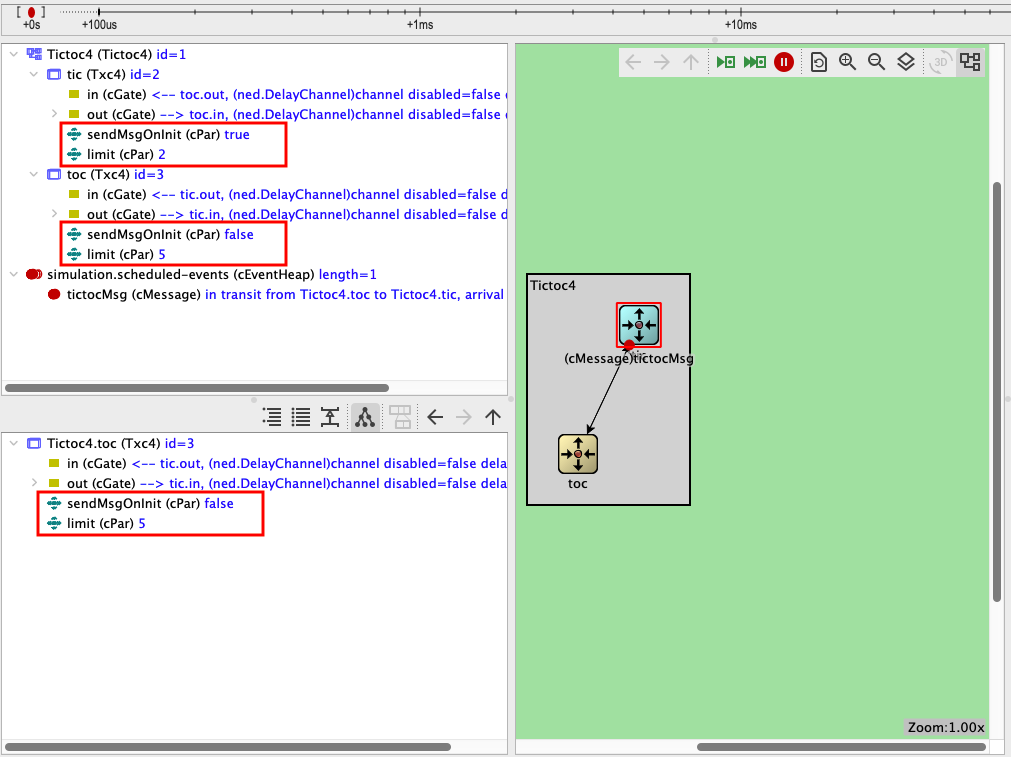 +0s +100us +1ms +10ms
Tictoc4 (Tictoc4) id=1
tic (Txc4) id=2
in (cGate) <-- toc.out, (ned.DelayChannel)channel disabled=false
out (cGate) --> toc.in, (ned.DelayChannel)channel disabled=false
sendMsgOnInit (cPar) true
limit (cPar) 2
toc (Txc4) id=3
in (cGate) <-- tic.out, (ned.DelayChannel)channel disabled=false
out (cGate) --> tic.in, (ned.DelayChannel)channel disabled=false
sendMsgOnInit (cPar) false
limit (cPar) 5
simulation.scheduled-events (cEventHeap) length=1
tictocMsg (cMessage) in transit from Tictoc4.toc to Tictoc4.tic, arrival
Tictoc4.toc (Txc4) id=3
in (cGate) <-- tic.out, (ned.DelayChannel)channel disabled=false dela
out (cGate) --> tic.in, (ned.DelayChannel)channel disabled=false dela
sendMsgOnInit (cPar) false
limit (cPar) 5
3D
Tictoc4
(cMessage)tictocMsg
toc
Zoom:1.00x